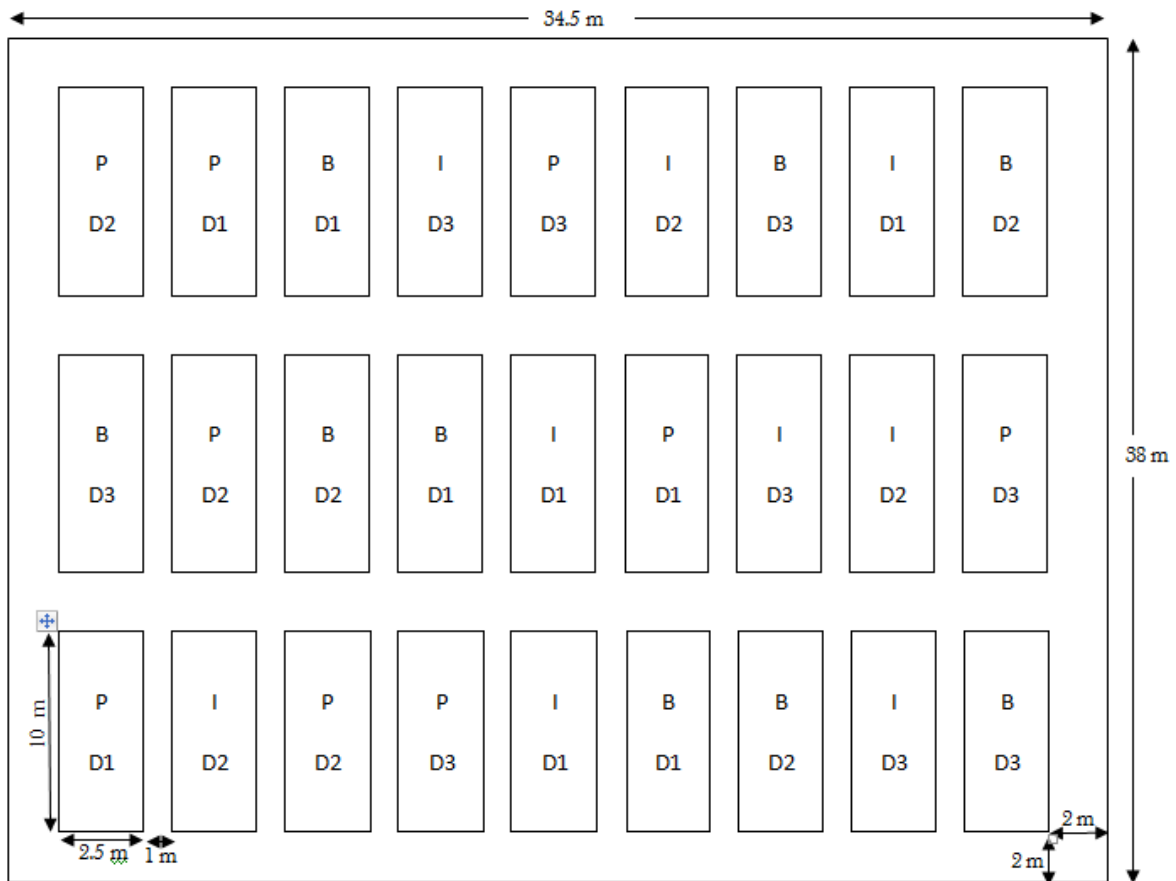 34.5 m
P P B I P I B I B
D2 D1 D1 D3 D3 D2 D3 D1 D2
B P B B I P I I P
D3 D2 D2 D1 D1 D1 D3 D2 D3
38 m
P I P P I B B I B
10 m
D1 D2 D2 D3 D1 D1 D2 D3 D3
2 m
2.5 m 1 m
2 m